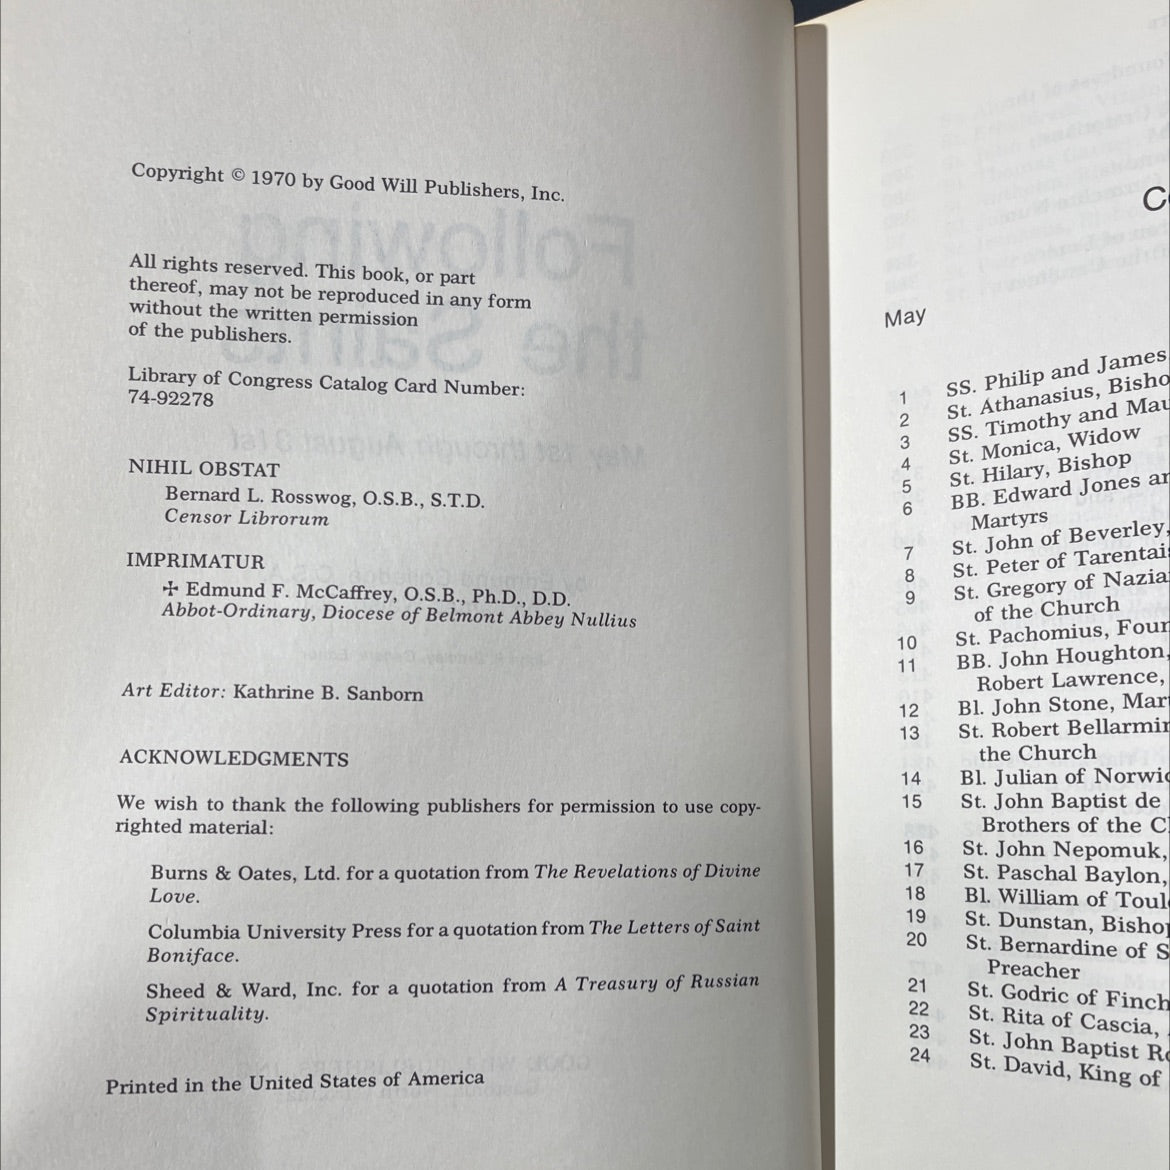 Copyright © 1970 by Good Will Publishers, Inc.
All rights reserved. This book, or part
thereof, may not be reproduced in any form
without the written permission
of the publishers.
Library of Congress Catalog Card Number:
74-92278
NIHIL OBSTAT
Bernard L. Rosswog, O.S.B., S.T.D.
Censor Librorum
IMPRIMATUR
✢ Edmund F. McCaffrey, O.S.B., Ph.D., D.D.
Abbot-Ordinary, Diocese of Belmont Abbey Nullius
Art Editor: Kathrine B. Sanborn
ACKNOWLEDGMENTS
We wish to thank the following publishers for permission to use copy-
righted material:
Burns & Oates, Ltd. for a quotation from The Revelations of Divine
Love.
Columbia University Press for a quotation from The Letters of Saint
Boniface.
Sheed & Ward, Inc. for a quotation from A Treasury of Russian
Spirituality.
Printed in the United States of America
May
1 SS. Philip and James
2 St. Athanasius, Bisho
3 SS. Timothy and Mau
4 St. Monica, Widow
5 St. Hilary, Bishop
6 BB. Edward Jones an
Martyrs
7 St. John of Beverley,
8 St. Peter of Tarentais
9 St. Gregory of Nazia
of the Church
10 St. Pachomius, Foun
11 BB. John Houghton,
Robert Lawrence,
12 Bl. John Stone, Mart
13 St. Robert Bellarmin
the Church
14 Bl. Julian of Norwic
15 St. John Baptist de
Brothers of the C
16 St. John Nepomuk,
17 St. Paschal Baylon,
18 Bl. William of Toul
19 St. Dunstan, Bishop
20 St. Bernardine of S
Preacher
21 St. Godric of Finch
22 St. Rita of Cascia,
23 St. John Baptist Ro
24 St. David, King of